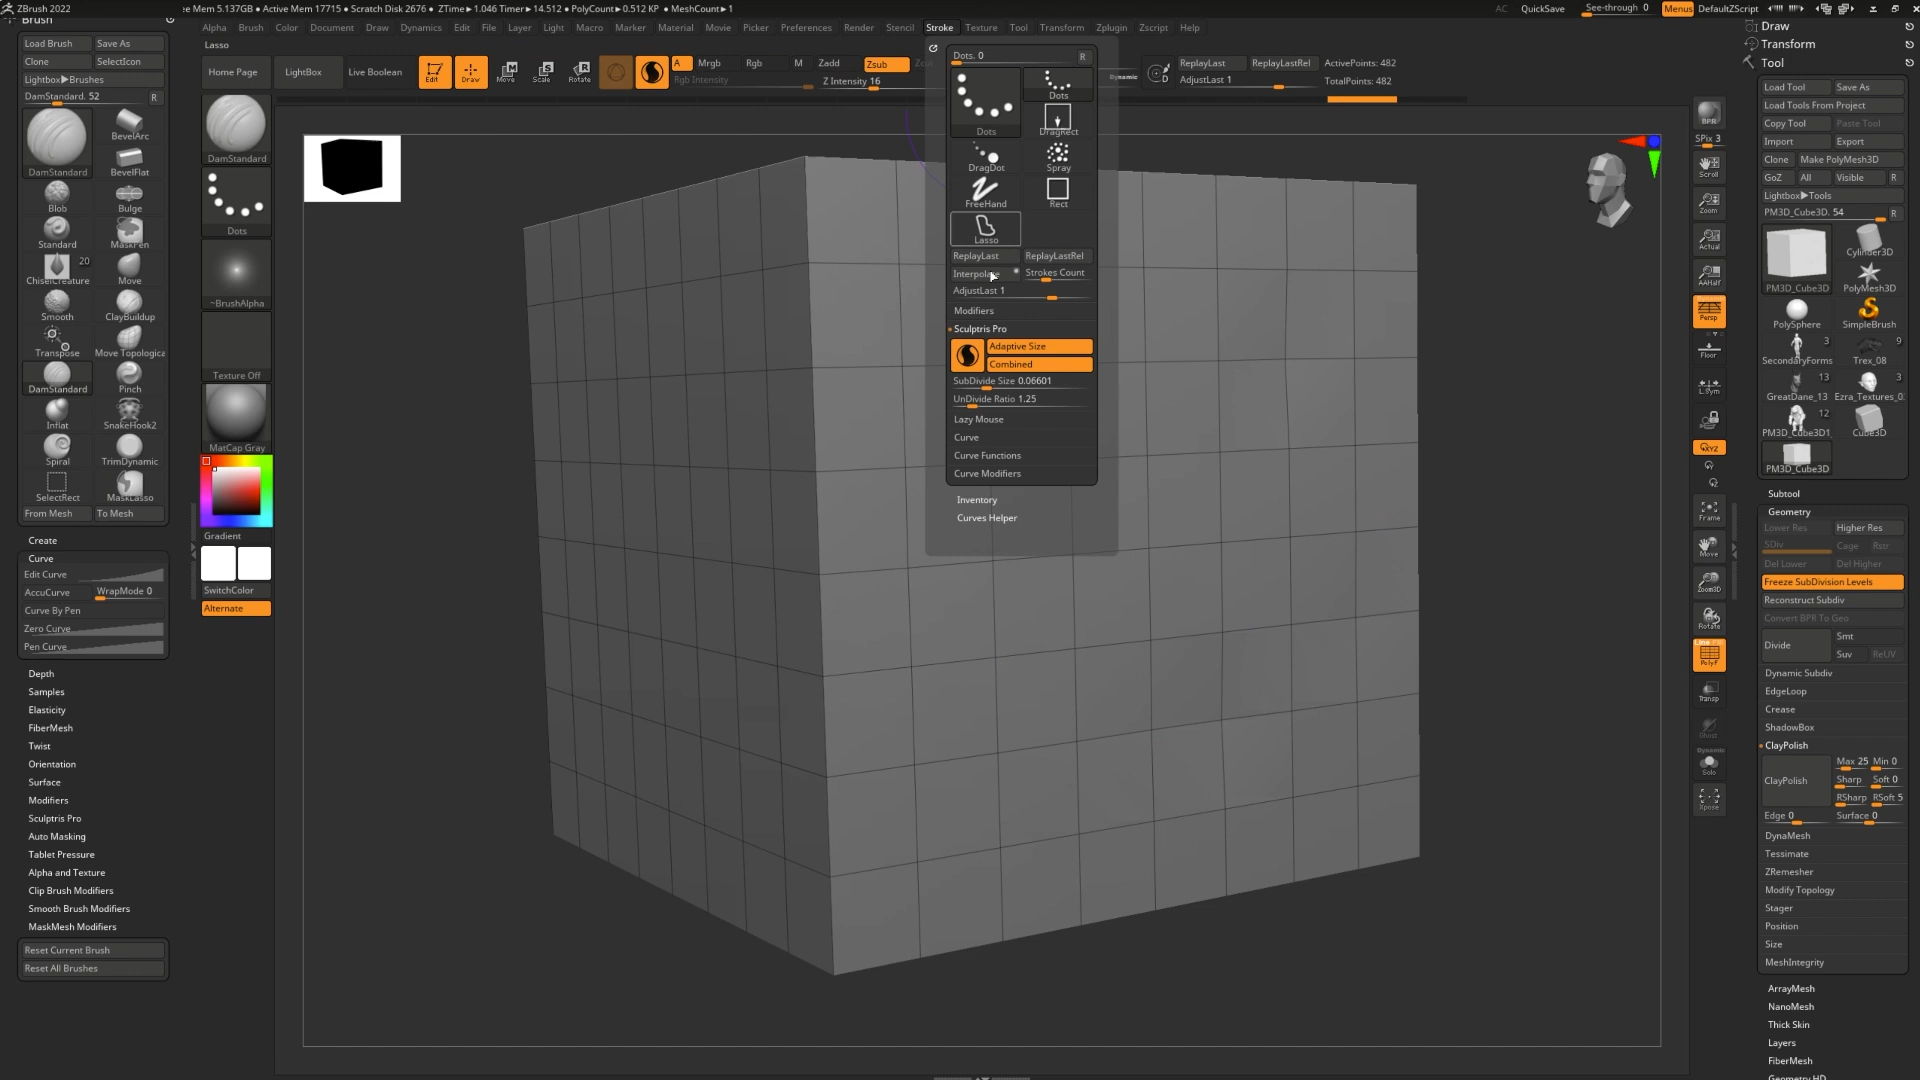 ZBrush 2022
e Mem 5.137GB • Active Mem 17715 • Scratch Disk 2676 • ZTime►1.046 Timer►14.512 • PolyCount►0.512 KP • MeshCount►1
AC
QuickSave
See-through 0
Menus
DefaultZScript
Brush
Alpha Brush Color Document Draw Dynamics Edit File Layer Light Macro Marker Material Movie Picker Preferences Render Stencil Stroke Texture Tool Transform Zplugin Zscript Help
Lasso
Load Brush Save As
Clone SelectIcon
Lightbox►Brushes
DamStandard. 52 R
DamStandard
BevelArc
BevelFlat
Blob Bulge
Standard MaskPen
20
ChiselCreature Move
Smooth ClayBuildup
Transpose Move Topologica
DamStandard Pinch
Inflat SnakeHook2
Spiral TrimDynamic
SelectRect MaskLasso
From Mesh To Mesh
Create
Curve
Edit Curve
AccuCurve WrapMode 0
Curve By Pen
Zero Curve
Pen Curve
Depth
Samples
Elasticity
FiberMesh
Twist
Orientation
Surface
Modifiers
Sculptris Pro
Auto Masking
Tablet Pressure
Alpha and Texture
Clip Brush Modifiers
Smooth Brush Modifiers
MaskMesh Modifiers
Reset Current Brush
Reset All Brushes
Home Page LightBox Live Boolean
Edit Draw Move Scale Rotate
A Mrgb Rgb M Zadd Zsub
Rgb Intensity
Z Intensity 16
Dynamic
D
ReplayLast ReplayLastRel ActivePoints: 482
AdjustLast 1 TotalPoints: 482
DamStandard
Dots
~BrushAlpha
Texture Off
MatCap Gray
Gradient
SwitchColor
Alternate
Dots. 0 R
Dots Dots
DragRect
DragDot Spray
FreeHand Rect
Lasso
ReplayLast ReplayLastRel
Interpolate Strokes Count
AdjustLast 1
Modifiers
Sculptris Pro
Adaptive Size
Combined
SubDivide Size 0.06601
UnDivide Ratio 1.25
Lazy Mouse
Curve
Curve Functions
Curve Modifiers
Inventory
Curves Helper
BPR
SPix 3
Scroll
Zoom
Actual
AAHalf
Persp
Floor
L.Sym
Frame
Move
Zoom3D
Rotate
PolyF
Transp
Ghost
Dynamic
Solo
Xpose
Draw
Transform
Tool
Load Tool Save As
Load Tools From Project
Copy Tool Paste Tool
Import Export
Clone Make PolyMesh3D
GoZ All Visible R
Lightbox►Tools
PM3D_Cube3D. 54 R
PM3D_Cube3D
Cylinder3D
PolyMesh3D
PolySphere SimpleBrush
3 9
SecondaryForms Trex_08
13 3
GreatDane_13 Ezra_Textures_0
12
PM3D_Cube3D1 Cube3D
PM3D_Cube3D
Subtool
Geometry
Lower Res Higher Res
SDiv Cage Rstr
Del Lower Del Higher
Freeze SubDivision Levels
Reconstruct Subdiv
Convert BPR To Geo
Divide Smt
Suv ReUV
Dynamic Subdiv
EdgeLoop
Crease
ShadowBox
ClayPolish
ClayPolish
Max 25 Min 0
Sharp Soft 0
RSharp RSoft 5
Edge 0 Surface 0
DynaMesh
Tessimate
ZRemesher
Modify Topology
Stager
Position
Size
MeshIntegrity
ArrayMesh
NanoMesh
Thick Skin
Layers
FiberMesh
Geometry HD